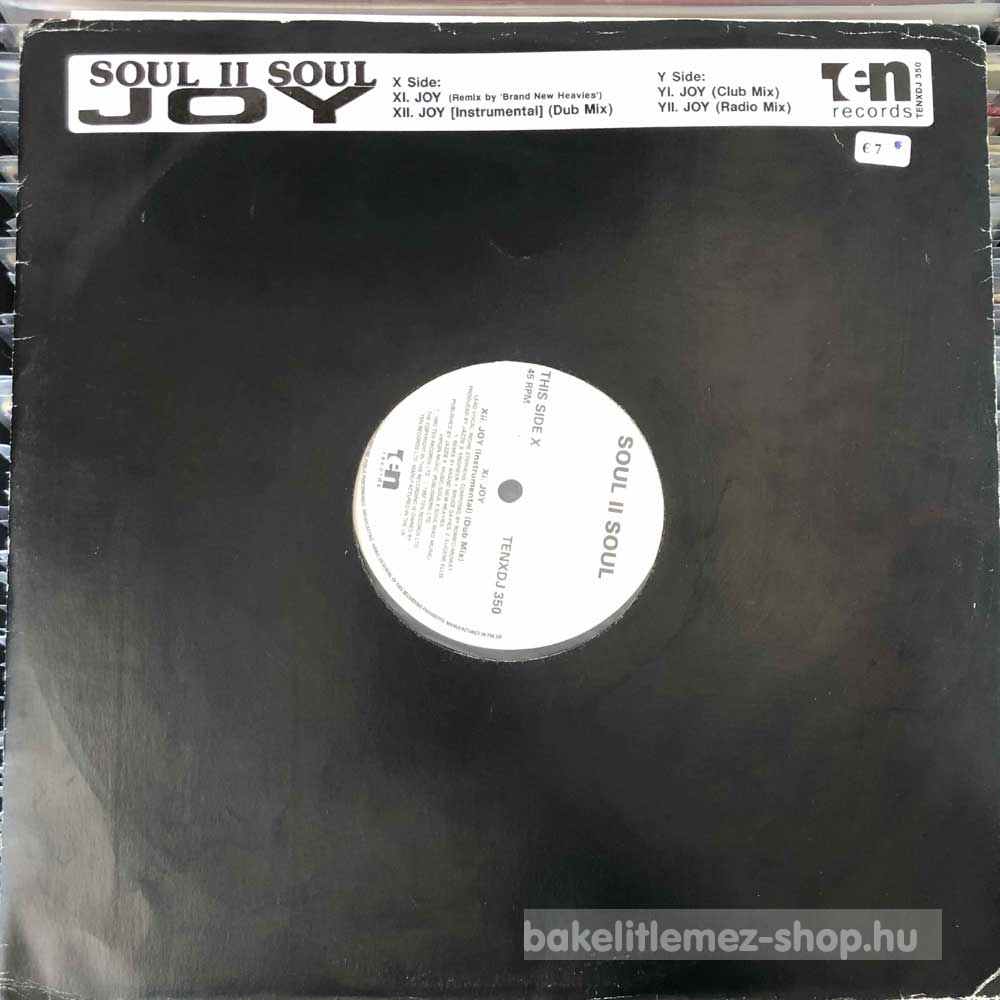 SOUL II SOUL
JOY
X Side:
XI. JOY (Remix by 'Brand New Heavies')
XII. JOY [Instrumental] (Dub Mix)
Y Side:
YI. JOY (Club Mix)
YII. JOY (Radio Mix)
Ten
records
TENXDJ 350
€ 7
SOUL II SOUL
THIS SIDE X
45 RPM
TENXDJ 350
XI. JOY
XII. JOY (Instrumental) (Dub Mix)
ten
bakelitlemez-shop.hu